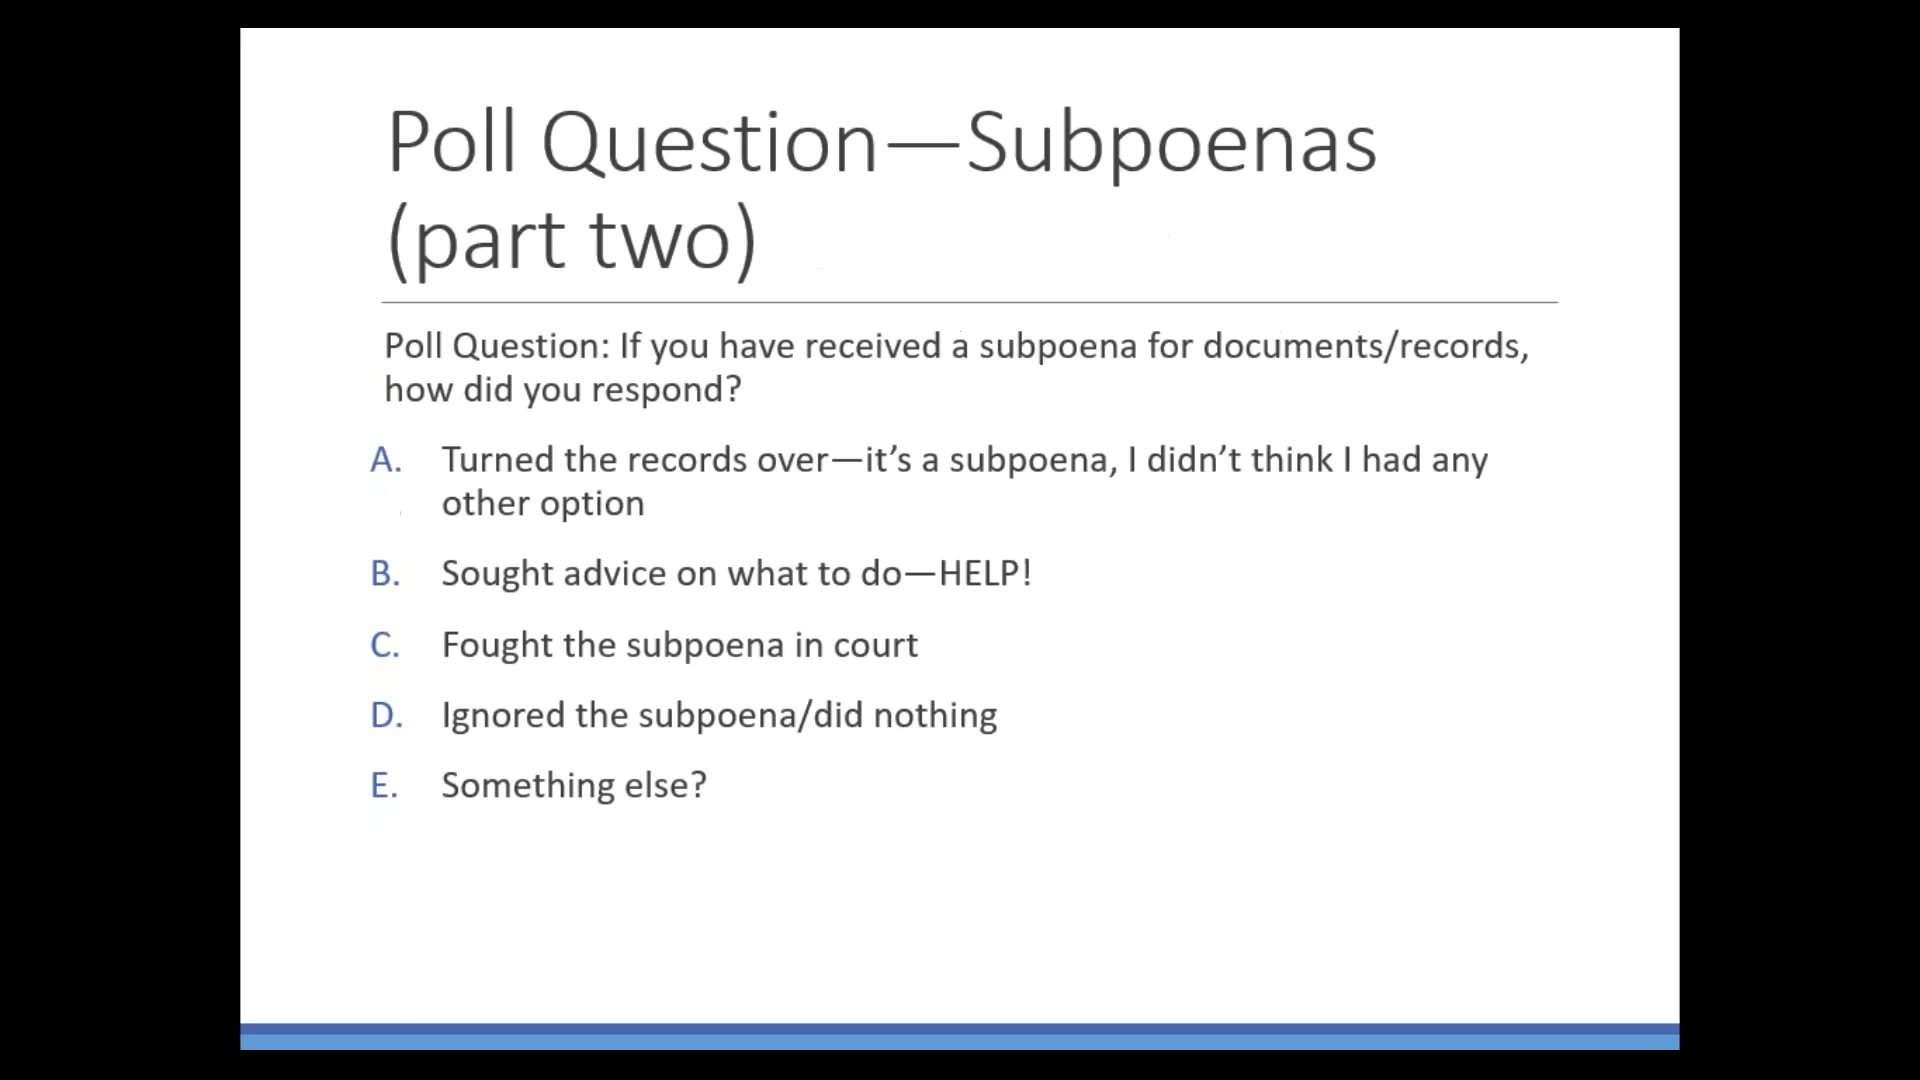 Poll Question—Subpoenas
(part two)
Poll Question: If you have received a subpoena for documents/records,
how did you respond?
A. Turned the records over—it’s a subpoena, I didn’t think I had any
other option
B. Sought advice on what to do—HELP!
C. Fought the subpoena in court
D. Ignored the subpoena/did nothing
E. Something else?